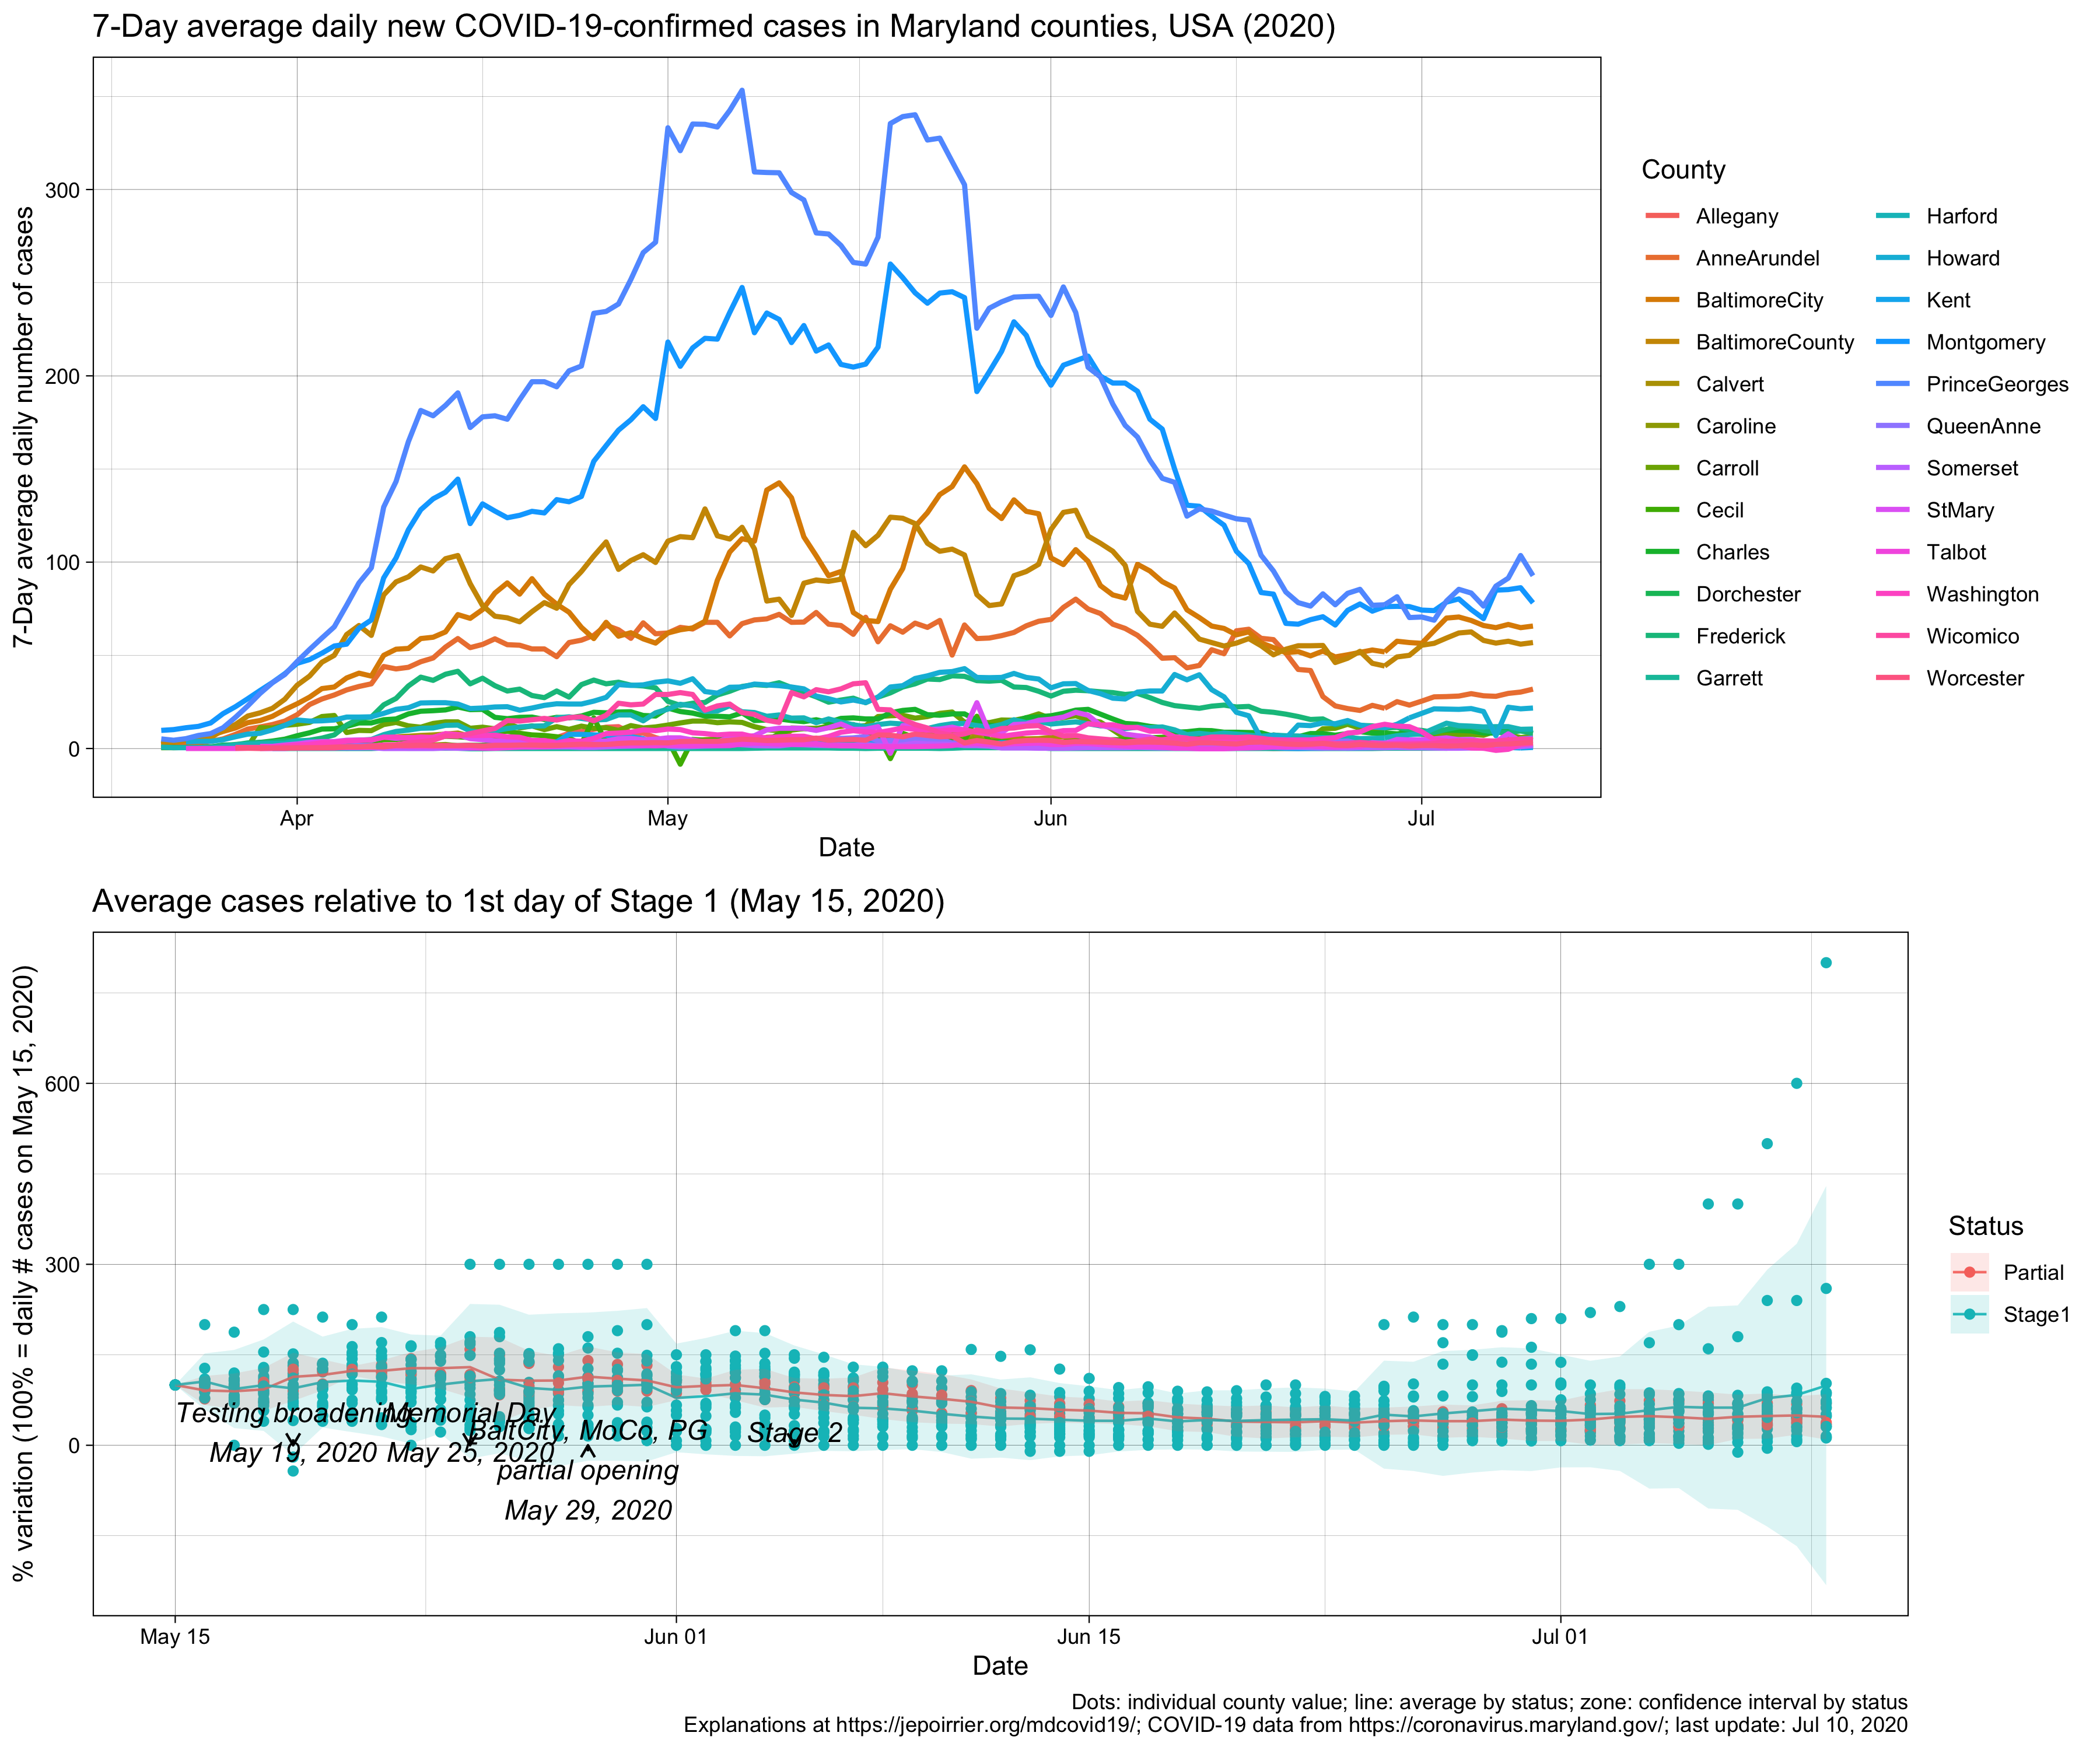 7-Day average daily new COVID-19-confirmed cases in Maryland counties, USA (2020)
7-Day average daily number of cases
300
200
100
0
Apr
May
Jun
Jul
Date
County
Allegany
AnneArundel
BaltimoreCity
BaltimoreCounty
Calvert
Caroline
Carroll
Cecil
Charles
Dorchester
Frederick
Garrett
Harford
Howard
Kent
Montgomery
PrinceGeorges
QueenAnne
Somerset
StMary
Talbot
Washington
Wicomico
Worcester
Average cases relative to 1st day of Stage 1 (May 15, 2020)
% variation (100% = daily # cases on May 15, 2020)
600
300
0
Testing broadening
May 19, 2020
Memorial Day
May 25, 2020
BaltCity, MoCo, PG
partial opening
May 29, 2020
Stage 2
May 15
Jun 01
Jun 15
Jul 01
Date
Status
Partial
Stage1
Dots: individual county value; line: average by status; zone: confidence interval by status
Explanations at https://jepoirrier.org/mdcovid19/; COVID-19 data from https://coronavirus.maryland.gov/; last update: Jul 10, 2020